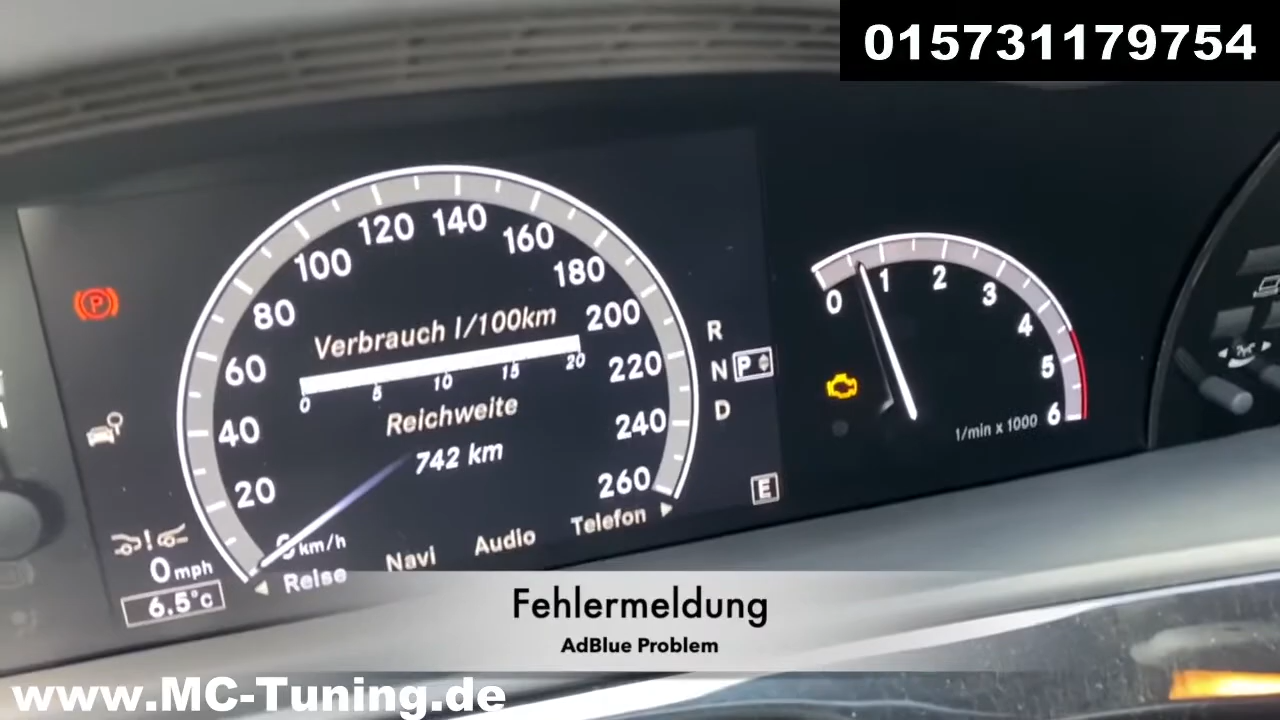 015731179754
20
40
60
80
100
120
140
160
180
200
220
240
260
Verbrauch l/100km
0 5 10 15 20
Reichweite
742 km
km/h
Reise Navi Audio Telefon
0 mph
6.5°C
P
R
N P
D
E
0 1 2 3 4 5 6
1/min x 1000
Fehlermeldung
AdBlue Problem
www.MC-Tuning.de